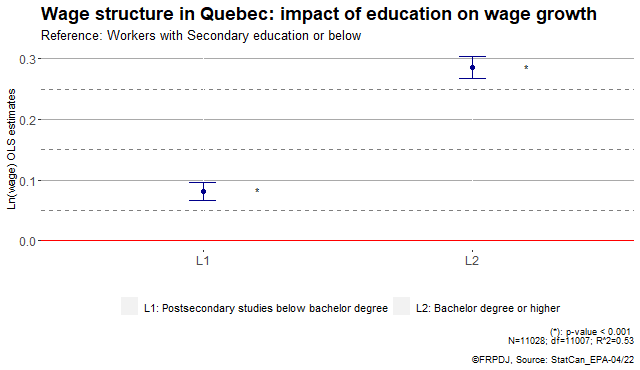 Wage structure in Quebec: impact of education on wage growth
Reference: Workers with Secondary education or below
Ln(wage) OLS estimates
0.3
0.2
0.1
0.0
*
*
L1
L2
L1: Postsecondary studies below bachelor degree
L2: Bachelor degree or higher
(*): p-value < 0.001
N=11028; df=11007; R^2=0.53
©FRPDJ, Source: StatCan_EPA-04/22